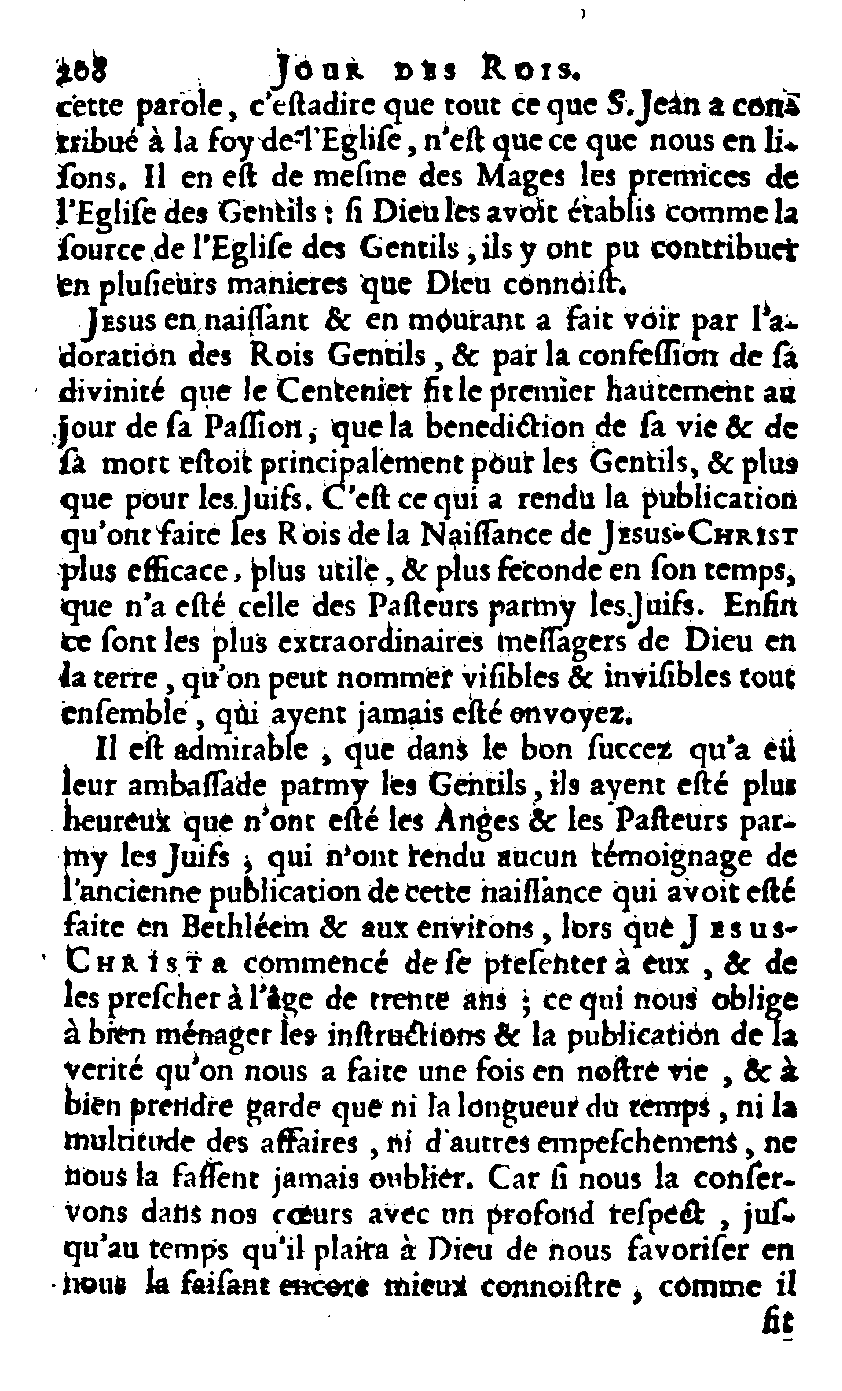 208 JOUR DES ROIS.
cette parole, c'eſtadire que tout ce que S. Jean a con-
tribué à la foy de l'Egliſe, n'eſt que ce que nous en li-
ſons. Il en eſt de meſme des Mages les premices de
l'Egliſe des Gentils : ſi Dieu les avoit établis comme la
ſource de l'Egliſe des Gentils, ils y ont pu contribuer
en pluſieurs manieres que Dieu connoiſt.
JESUS en naiſſant & en mourant a fait voir par l'a-
doration des Rois Gentils, & par la confeſſion de ſa
divinité que le Centenier fit le premier hautement au
jour de ſa Paſſion, que la benediction de ſa vie & de
ſa mort eſtoit principalement pour les Gentils, & plus
que pour les Juifs. C'eſt ce qui a rendu la publication
qu'ont faite les Rois de la Naiſſance de JESUS-CHRIST
plus efficace, plus utile, & plus feconde en ſon temps,
que n'a eſté celle des Paſteurs parmy les Juifs. Enfin
ce ſont les plus extraordinaires meſſagers de Dieu en
la terre, qu'on peut nommer viſibles & inviſibles tout
enſemble, qui ayent jamais eſté envoyez.
Il eſt admirable, que dans le bon ſuccez qu'a eü
leur ambaſſade parmy les Gentils, ils ayent eſté plus
heureux que n'ont eſté les Anges & les Paſteurs par-
my les Juifs, qui n'ont rendu aucun témoignage de
l'ancienne publication de cette naiſſance qui avoit eſté
faite en Bethléem & aux environs, lors que JESUS-
CHRIST a commencé de ſe preſenter à eux, & de
les preſcher à l'âge de trente ans ; ce qui nous oblige
à bien ménager les inſtructions & la publication de la
verité qu'on nous a faite une fois en noſtre vie, & à
bien prendre garde que ni la longueur du temps, ni la
multitude des affaires, ni d'autres empeſchemens, ne
nous la faſſent jamais oublier. Car ſi nous la conſer-
vons dans nos cœurs avec un profond reſpect, juſ-
qu'au temps qu'il plaira à Dieu de nous favoriſer en
nous la faiſant encore mieux connoiſtre, comme il
fit